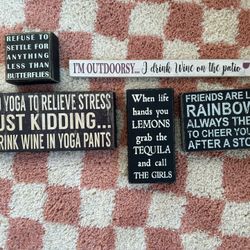 REFUSE TO
SETTLE FOR
ANYTHING
LESS THAN
BUTTERFLIES
I'M OUTDOORSY... I drink wine on the patio
YOGA TO RELIEVE STRESS
JUST KIDDING...
DRINK WINE IN YOGA PANTS
When life
hands you
LEMONS
grab the
TEQUILA
and call
THE GIRLS
FRIENDS ARE
RAINBOW
ALWAYS THE
TO CHEER YO
AFTER A STO